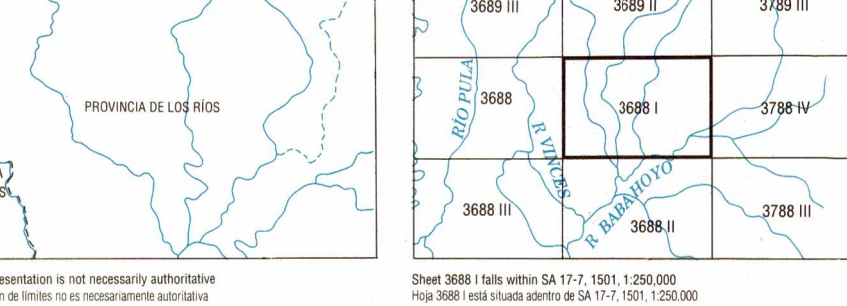 PROVINCIA DE LOS RÍOS
esentation is not necessarily authoritative
n de límites no es necesariamente autoritativa
3689 III
3689 II
3789 III
RÍO PULA
3688
3688 I
3788 IV
R VINCES
3688 III
R BABAHOYO
3688 II
3788 III
Sheet 3688 I falls within SA 17-7, 1501, 1:250,000
Hoja 3688 I está situada adentro de SA 17-7, 1501, 1:250.000